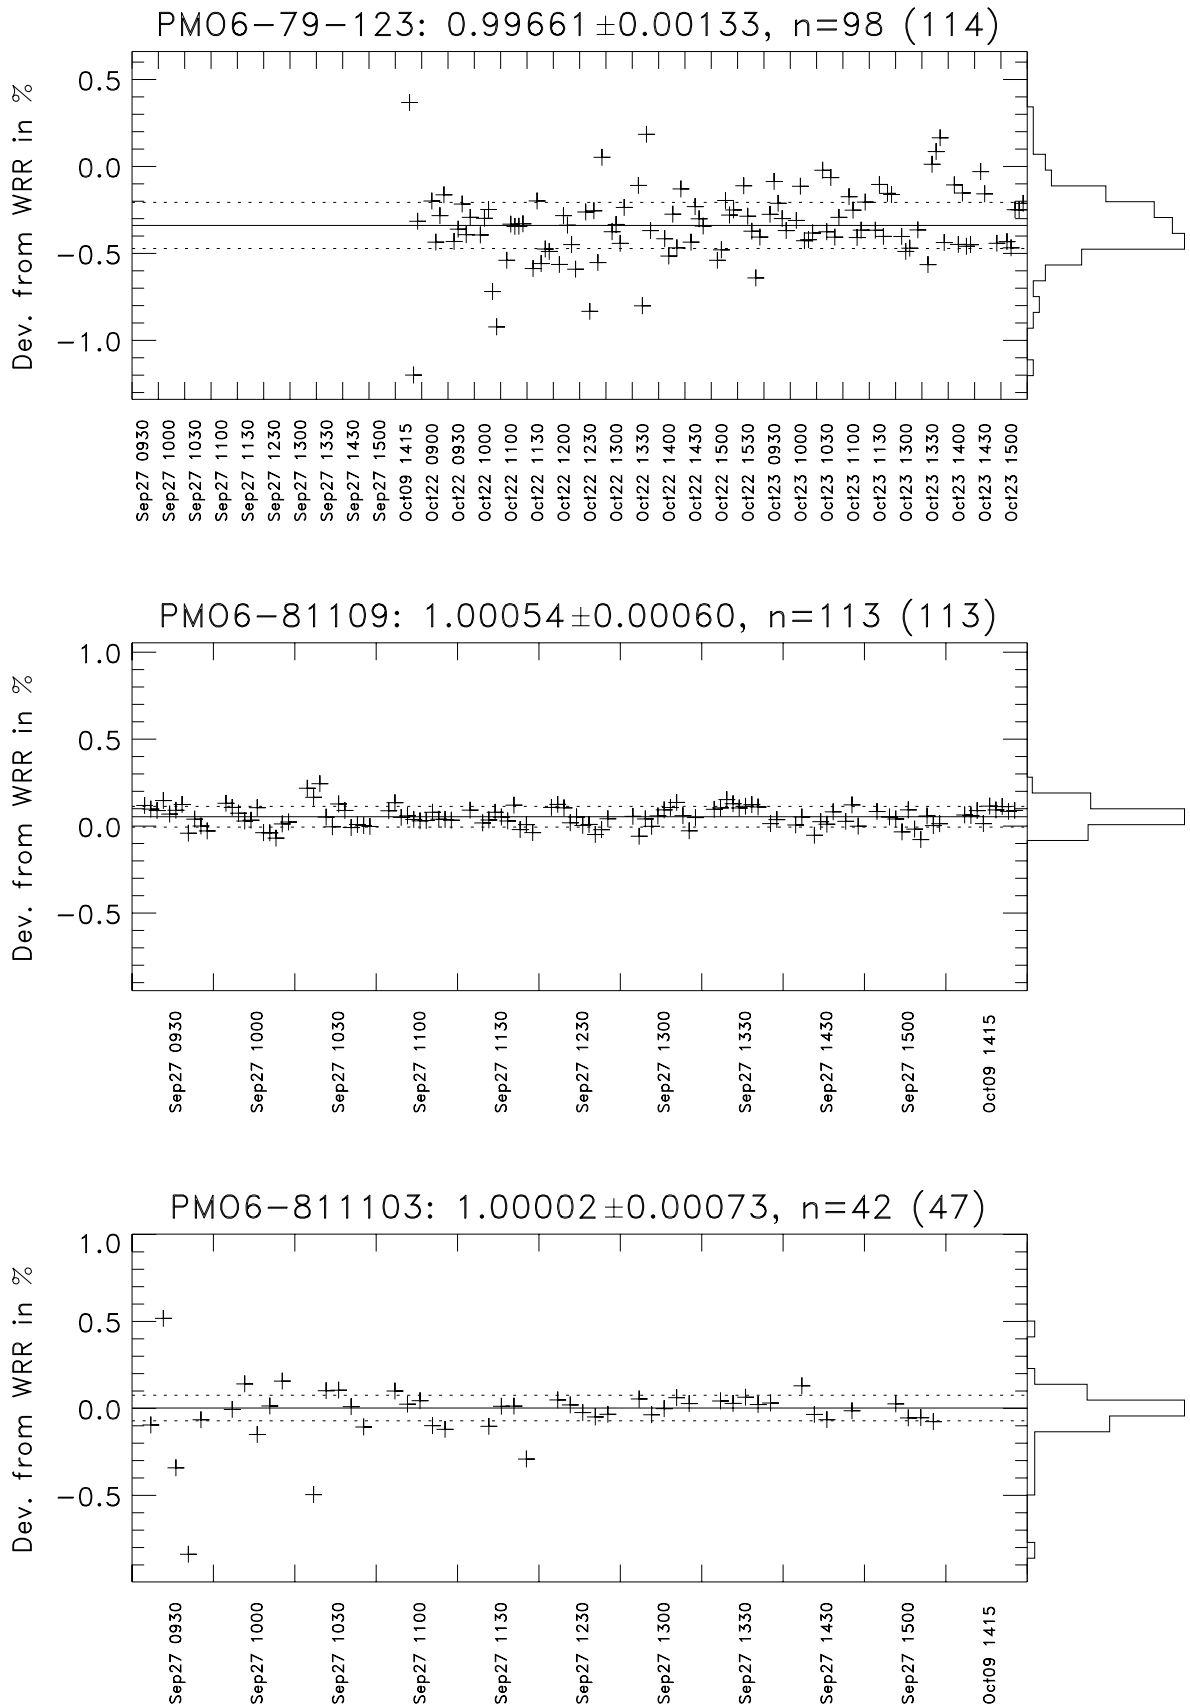 PMO6-79-123: 0.99661±0.00133, n=98 (114)
Dev. from WRR in %
0.5
0.0
-0.5
-1.0
Sep27 0930
Sep27 1000
Sep27 1030
Sep27 1100
Sep27 1130
Sep27 1230
Sep27 1300
Sep27 1330
Sep27 1430
Sep27 1500
Oct09 1415
Oct22 0900
Oct22 0930
Oct22 1000
Oct22 1100
Oct22 1130
Oct22 1200
Oct22 1230
Oct22 1300
Oct22 1330
Oct22 1400
Oct22 1430
Oct22 1500
Oct22 1530
Oct23 0930
Oct23 1000
Oct23 1030
Oct23 1100
Oct23 1130
Oct23 1300
Oct23 1330
Oct23 1400
Oct23 1430
Oct23 1500
PMO6-81109: 1.00054±0.00060, n=113 (113)
Dev. from WRR in %
1.0
0.5
0.0
-0.5
Sep27 0930
Sep27 1000
Sep27 1030
Sep27 1100
Sep27 1130
Sep27 1230
Sep27 1300
Sep27 1330
Sep27 1430
Sep27 1500
Oct09 1415
PMO6-811103: 1.00002±0.00073, n=42 (47)
Dev. from WRR in %
1.0
0.5
0.0
-0.5
Sep27 0930
Sep27 1000
Sep27 1030
Sep27 1100
Sep27 1130
Sep27 1230
Sep27 1300
Sep27 1330
Sep27 1430
Sep27 1500
Oct09 1415